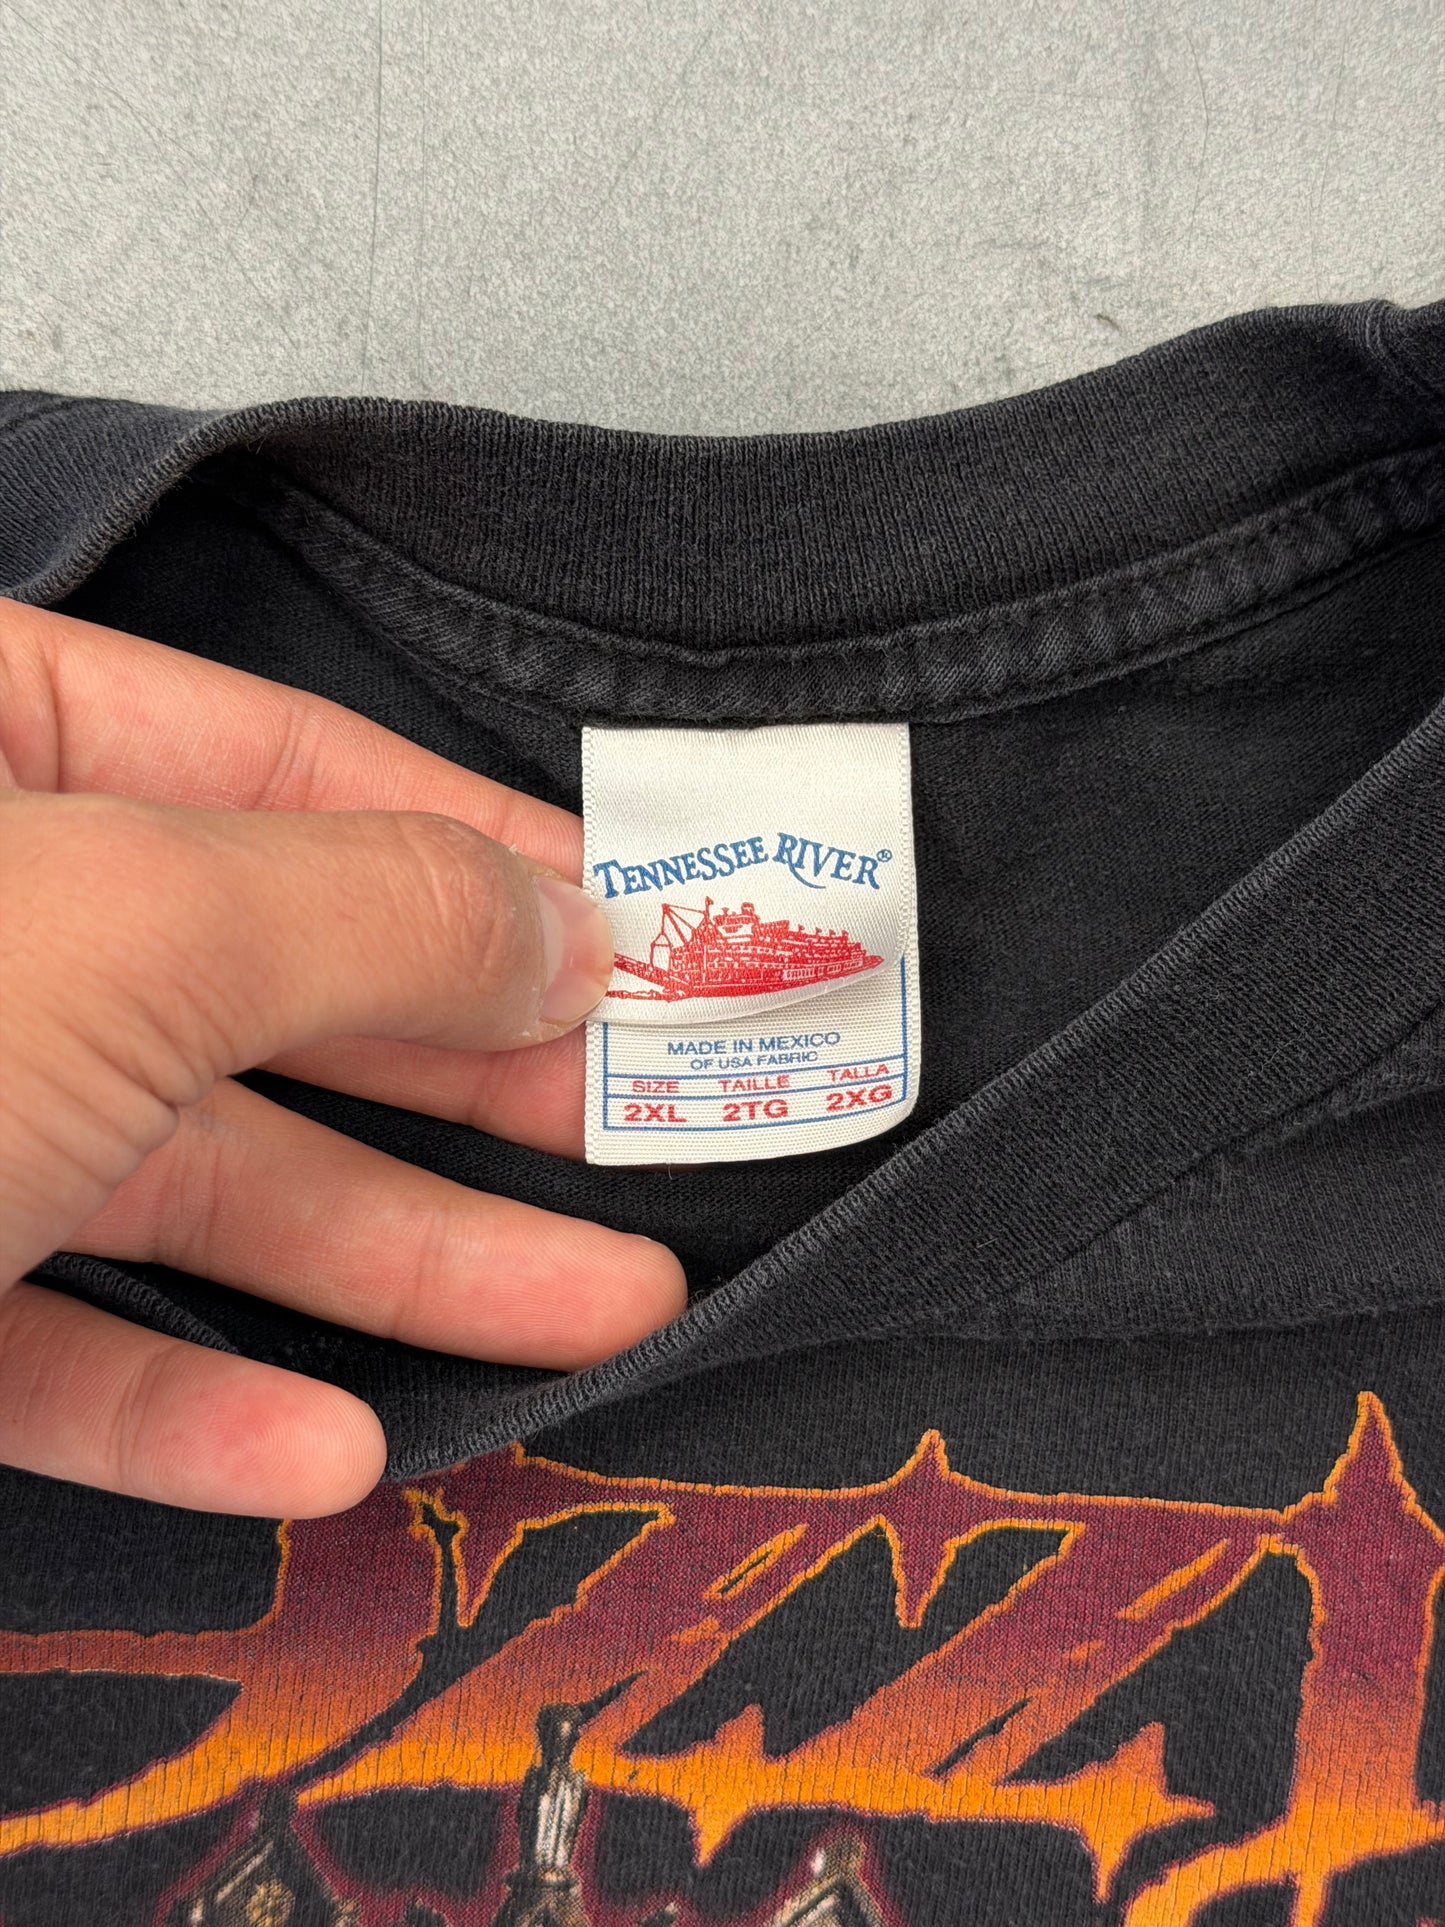 TENNESSEE RIVER®
MADE IN MEXICO
OF USA FABRIC
SIZE TAILLE TALLA
2XL 2TG 2XG